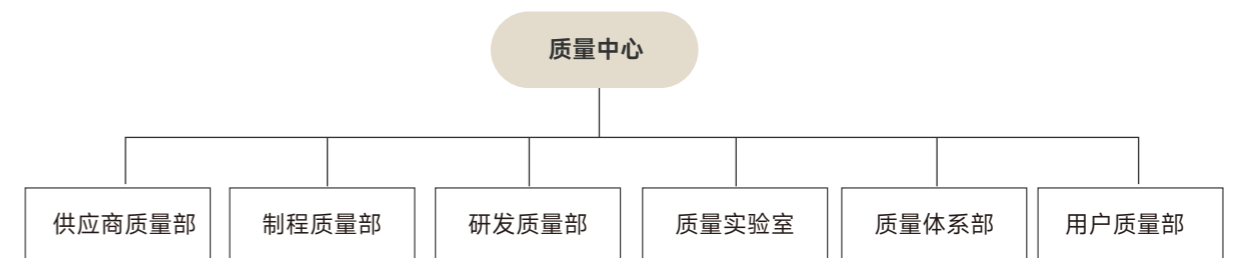 质量中心
供应商质量部
制程质量部
研发质量部
质量实验室
质量体系部
用户质量部